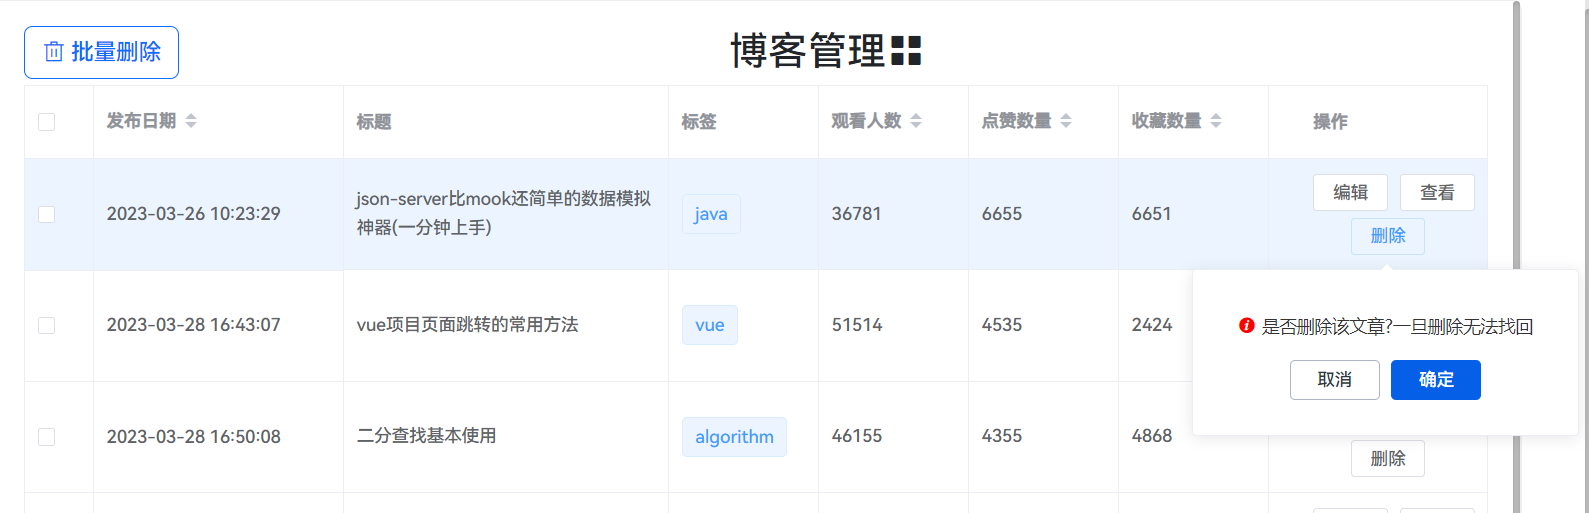 批量删除
博客管理
发布日期 标题 标签 观看人数 点赞数量 收藏数量 操作
2023-03-26 10:23:29 json-server比mook还简单的数据模拟 java 36781 6655 6651 编辑 查看
神器(一分钟上手) 删除
2023-03-28 16:43:07 vue项目页面跳转的常用方法 vue 51514 4535 2424
是否删除该文章?一旦删除无法找回
取消 确定
2023-03-28 16:50:08 二分查找基本使用 algorithm 46155 4355 4868
删除